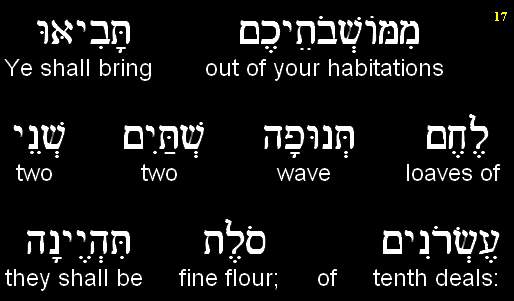 17
מִמּוֹשְׁבֹתֵיכֶם תָּבִיאוּ
Ye shall bring out of your habitations
לֶחֶם תְּנוּפָה שְׁתַּיִם שְׁנֵי
two two wave loaves of
עֶשְׂרֹנִים סֹלֶת תִּהְיֶינָה
they shall be fine flour; of tenth deals: